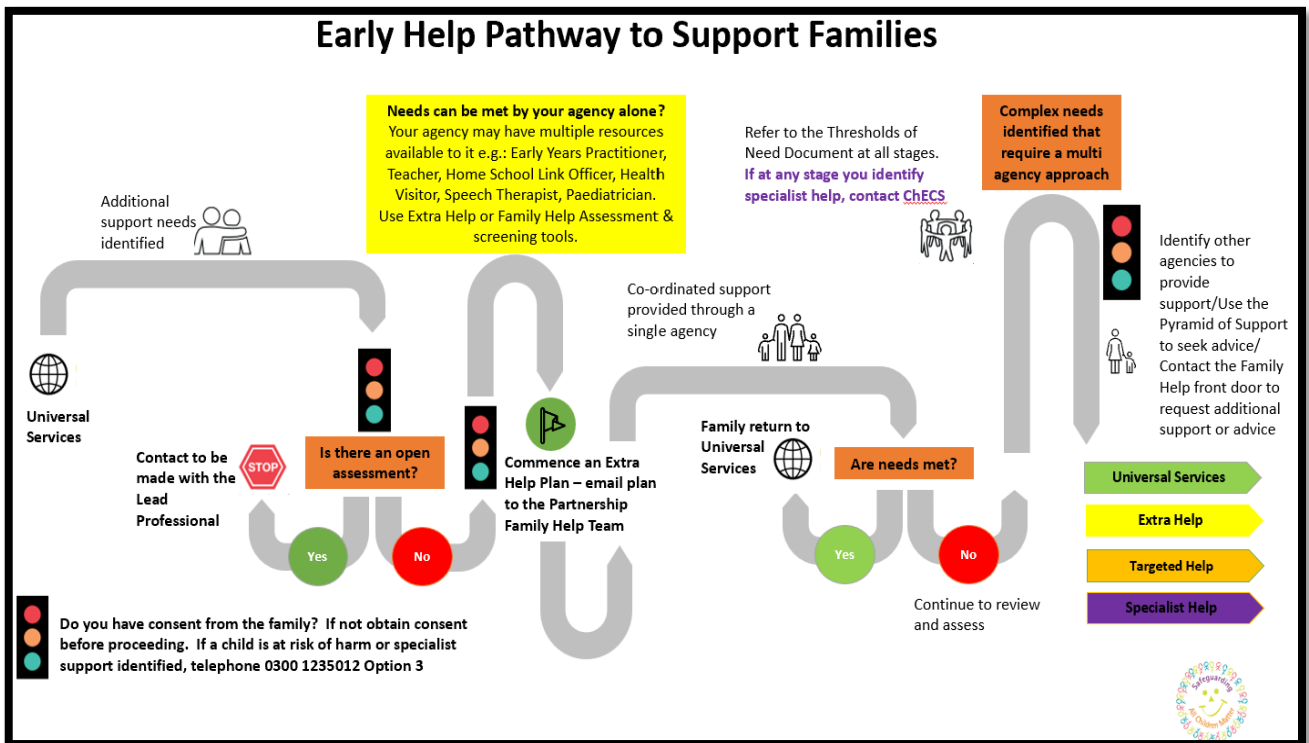 Early Help Pathway to Support Families
Additional
support needs
identified
Universal
Services
Needs can be met by your agency alone?
Your agency may have multiple resources
available to it e.g.: Early Years Practitioner,
Teacher, Home School Link Officer, Health
Visitor, Speech Therapist, Paediatrician.
Use Extra Help or Family Help Assessment &
screening tools.
Contact to be
made with the
Lead
Professional
STOP
Is there an open
assessment?
Yes
No
Commence an Extra
Help Plan – email plan
to the Partnership
Family Help Team
Co-ordinated support
provided through a
single agency
Refer to the Thresholds of
Need Document at all stages.
If at any stage you identify
specialist help, contact ChECS
Family return to
Universal
Services
Are needs met?
Yes
No
Continue to review
and assess
Complex needs
identified that
require a multi
agency approach
Identify other
agencies to
provide
support/Use the
Pyramid of Support
to seek advice/
Contact the Family
Help front door to
request additional
support or advice
Universal Services
Extra Help
Targeted Help
Specialist Help
Do you have consent from the family?  If not obtain consent
before proceeding.  If a child is at risk of harm or specialist
support identified, telephone 0300 1235012 Option 3
Safeguarding
All Children Matter